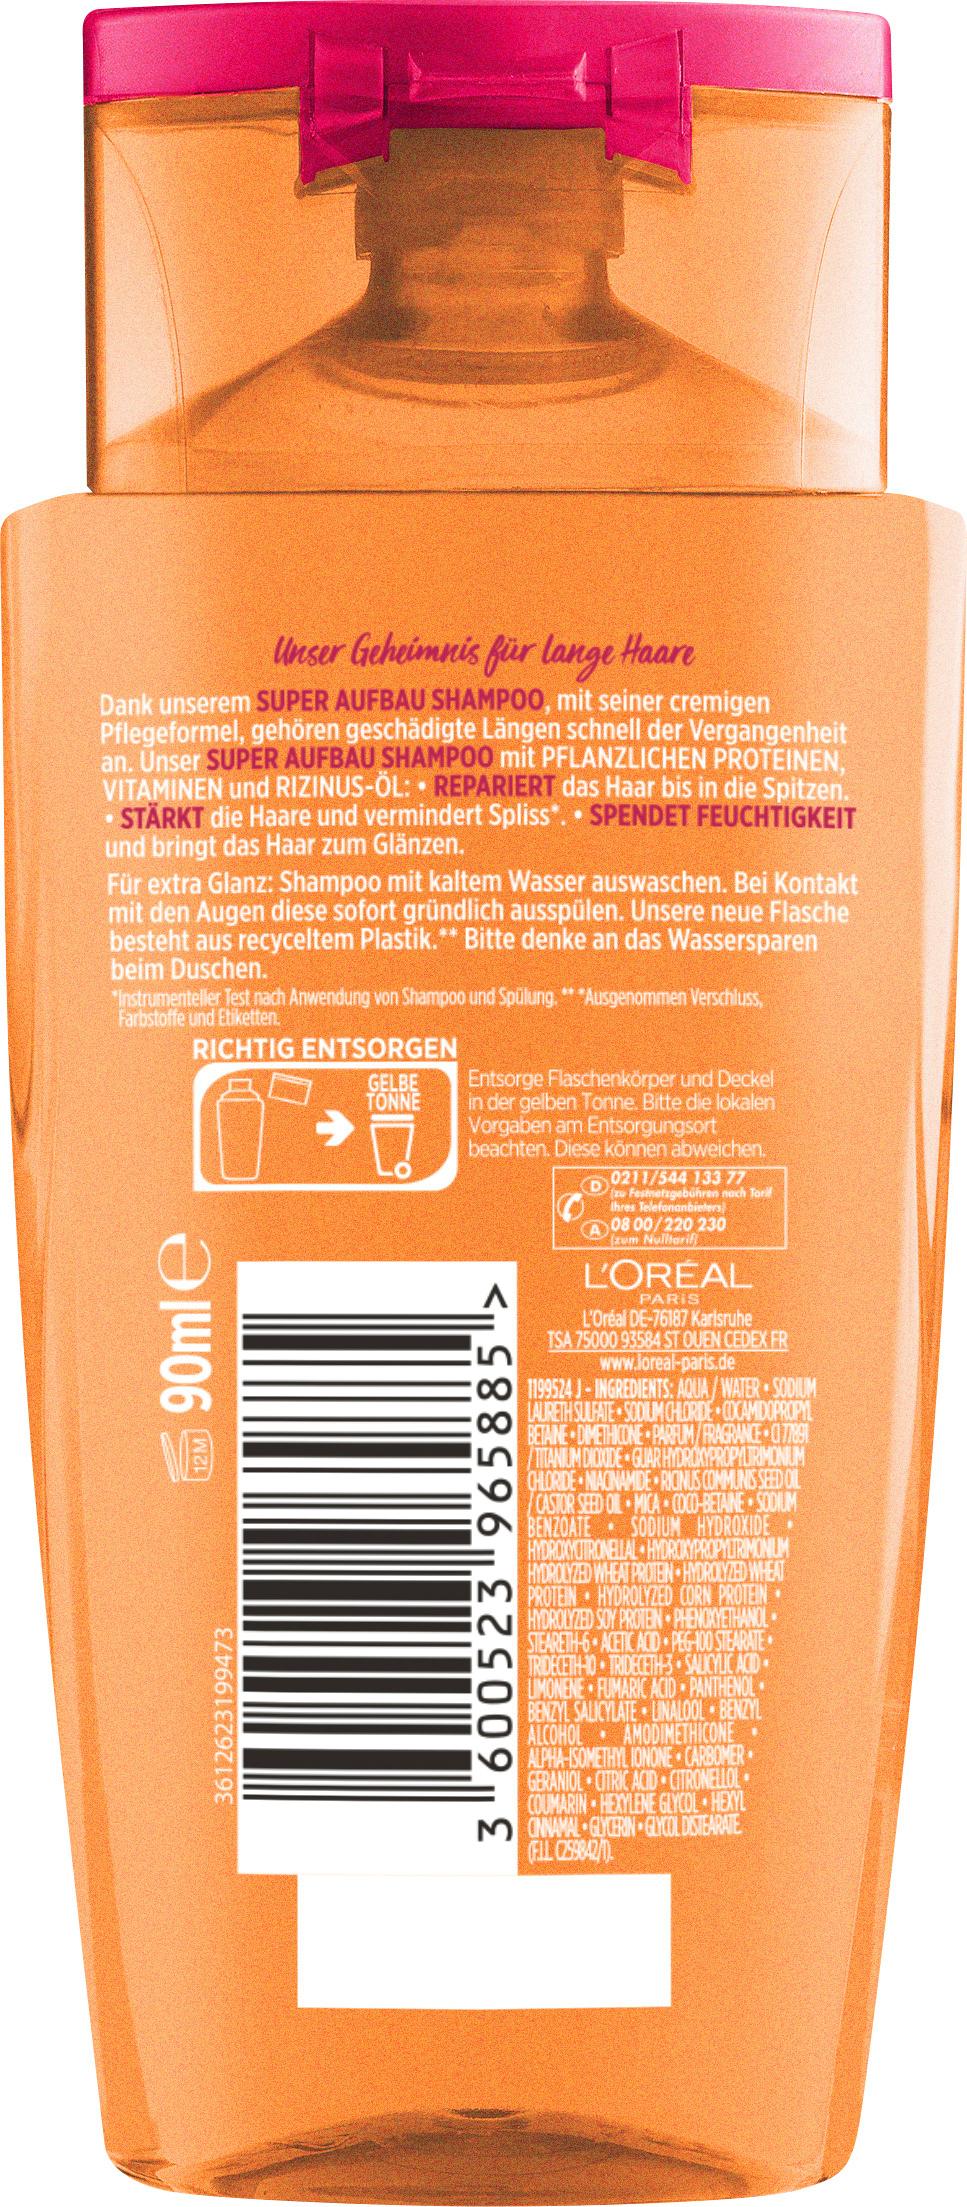 Unser Geheimnis für lange Haare
Dank unserem SUPER AUFBAU SHAMPOO, mit seiner cremigen
Pflegeformel, gehören geschädigte Längen schnell der Vergangenheit
an. Unser SUPER AUFBAU SHAMPOO mit PFLANZLICHEN PROTEINEN,
VITAMINEN und RIZINUS-ÖL: • REPARIERT das Haar bis in die Spitzen.
• STÄRKT die Haare und vermindert Spliss*. • SPENDET FEUCHTIGKEIT
und bringt das Haar zum Glänzen.
Für extra Glanz: Shampoo mit kaltem Wasser auswaschen. Bei Kontakt
mit den Augen diese sofort gründlich ausspülen. Unsere neue Flasche
besteht aus recyceltem Plastik.** Bitte denke an das Wassersparen
beim Duschen.
*Instrumenteller Test nach Anwendung von Shampoo und Spülung. ** *Ausgenommen Verschluss,
Farbstoffe und Etiketten.
RICHTIG ENTSORGEN
GELBE
TONNE
Entsorge Flaschenkörper und Deckel
in der gelben Tonne. Bitte die lokalen
Vorgaben am Entsorgungsort
beachten. Diese können abweichen.
D 0211/544 133 77
(zu Festnetzgebühren nach Tarif
Ihres Telefonanbieters)
A 08 00/220 230
(zum Nulltarif)
90ml e
12M
3612623199473
3 600523 965885 >
L'ORÉAL
PARIS
L'Oréal DE-76187 Karlsruhe
TSA 75000 93584 ST OUEN CEDEX FR
www.loreal-paris.de
1199524 J - INGREDIENTS: AQUA / WATER • SODIUM
LAURETH SULFATE • SODIUM CHLORIDE • COCAMIDOPROPYL
BETAINE • DIMETHICONE • PARFUM / FRAGRANCE • CI 77891
/ TITANIUM DIOXIDE • GUAR HYDROXYPROPYLTRIMONIUM
CHLORIDE • NIACINAMIDE • RICINUS COMMUNIS SEED OIL
/ CASTOR SEED OIL • MICA • COCO-BETAINE • SODIUM
BENZOATE • SODIUM HYDROXIDE •
HYDROXYCITRONELLAL • HYDROXYPROPYLTRIMONIUM
HYDROLYZED WHEAT PROTEIN • HYDROLYZED WHEAT
PROTEIN • HYDROLYZED CORN PROTEIN •
HYDROLYZED SOY PROTEIN • PHENOXYETHANOL •
STEARETH-6 • ACETIC ACID • PEG-100 STEARATE •
TRIDECETH-10 • TRIDECETH-3 • SALICYLIC ACID •
LIMONENE • FUMARIC ACID • PANTHENOL •
BENZYL SALICYLATE • LINALOOL • BENZYL
ALCOHOL • AMODIMETHICONE •
ALPHA-ISOMETHYL IONONE • CARBOMER •
GERANIOL • CITRIC ACID • CITRONELLOL •
COUMARIN • HEXYLENE GLYCOL • HEXYL
CINNAMAL • GLYCERIN • GLYCOL DISTEARATE.
(F.I.L. C259842/1).